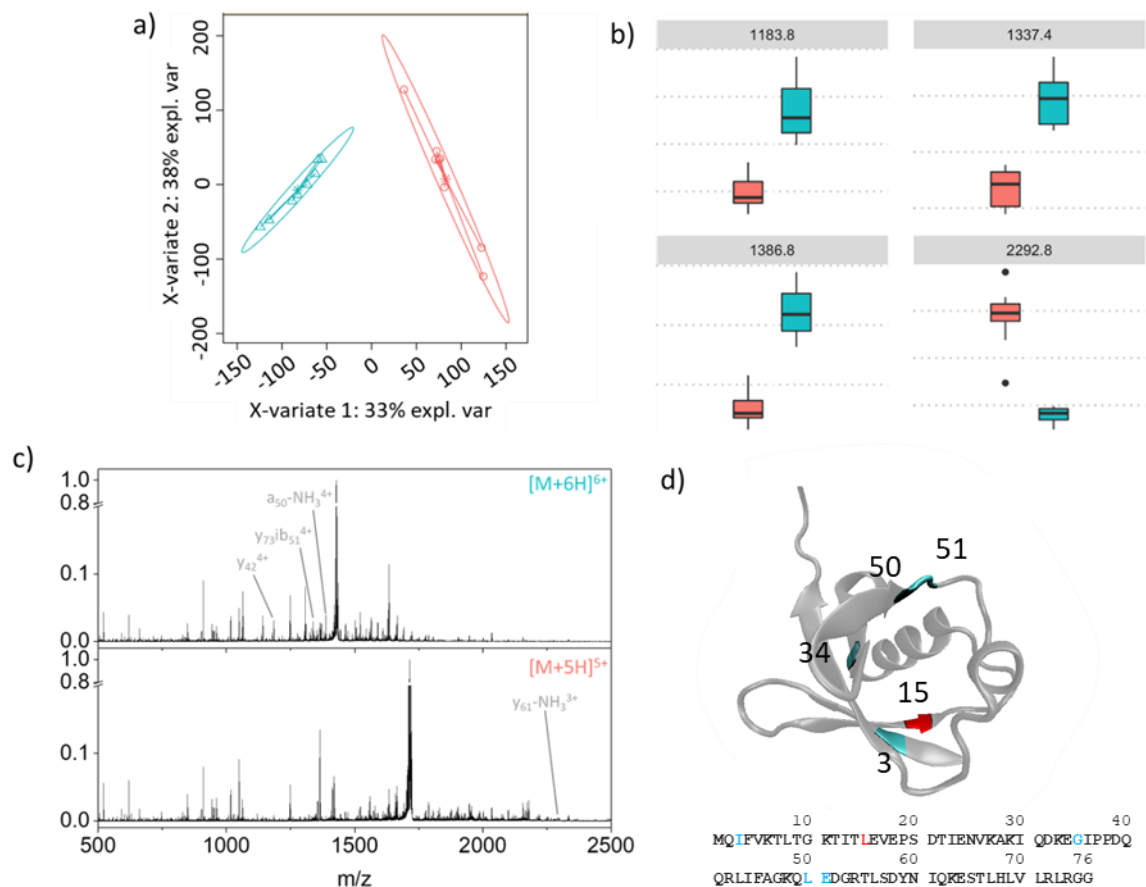 a)
200
100
0
-100
-200
X-variate 2: 38% expl. var
-150
-100
-50
0
50
100
150
X-variate 1: 33% expl. var
b)
1183.8
1337.4
1386.8
2292.8
c)
1.0
0.8
0.1
0.0
[M+6H]⁶⁺
a₅₀-NH₃⁴⁺
y₇₃ib₅₁⁴⁺
y₄₂⁴⁺
1.0
0.8
0.1
0.0
[M+5H]⁵⁺
y₆₁-NH₃³⁺
500 1000 1500 2000 2500
m/z
d)
50
51
34
15
3
10 20 30 40
MQIFVKTLTG KTITLEVEPS DTIENVKAKI QDKEGIPPDQ
50 60 70 76
QRLIFAGKQL EDGRTLSDYN IQKESTLHLV LRLRGG